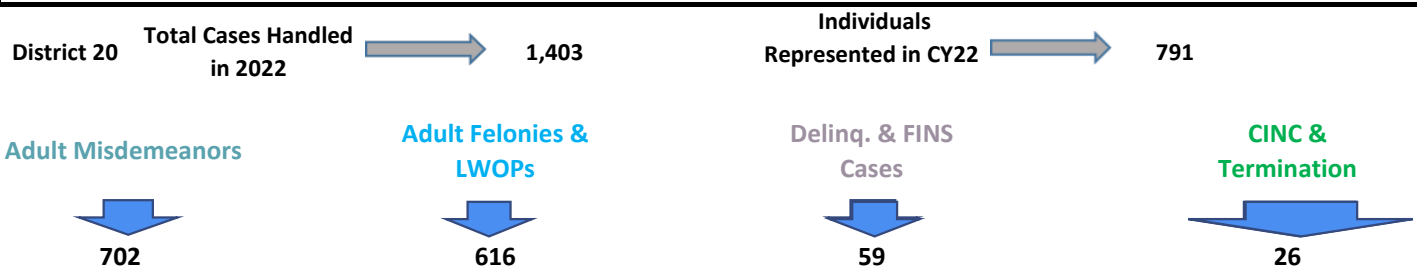 District 20
Total Cases Handled
in 2022
1,403
Individuals
Represented in CY22
791
Adult Misdemeanors
Adult Felonies &
LWOPs
Delinq. & FINS
Cases
CINC &
Termination
702
616
59
26